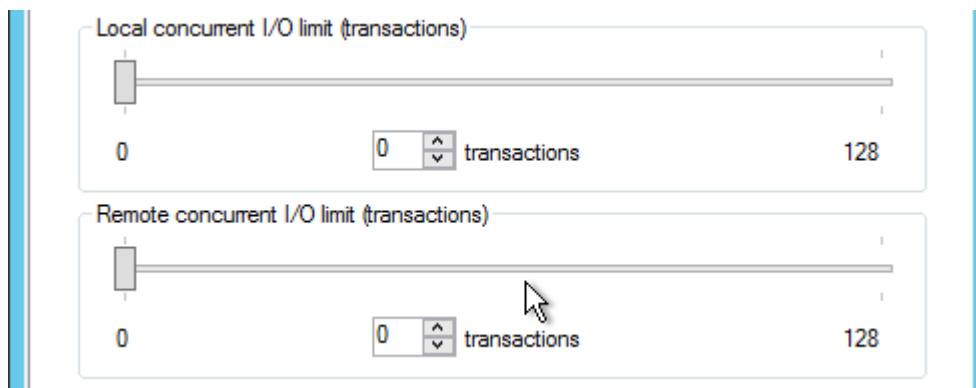 Local concurrent I/O limit (transactions)
0 0 transactions 128
Remote concurrent I/O limit (transactions)
0 0 transactions 128